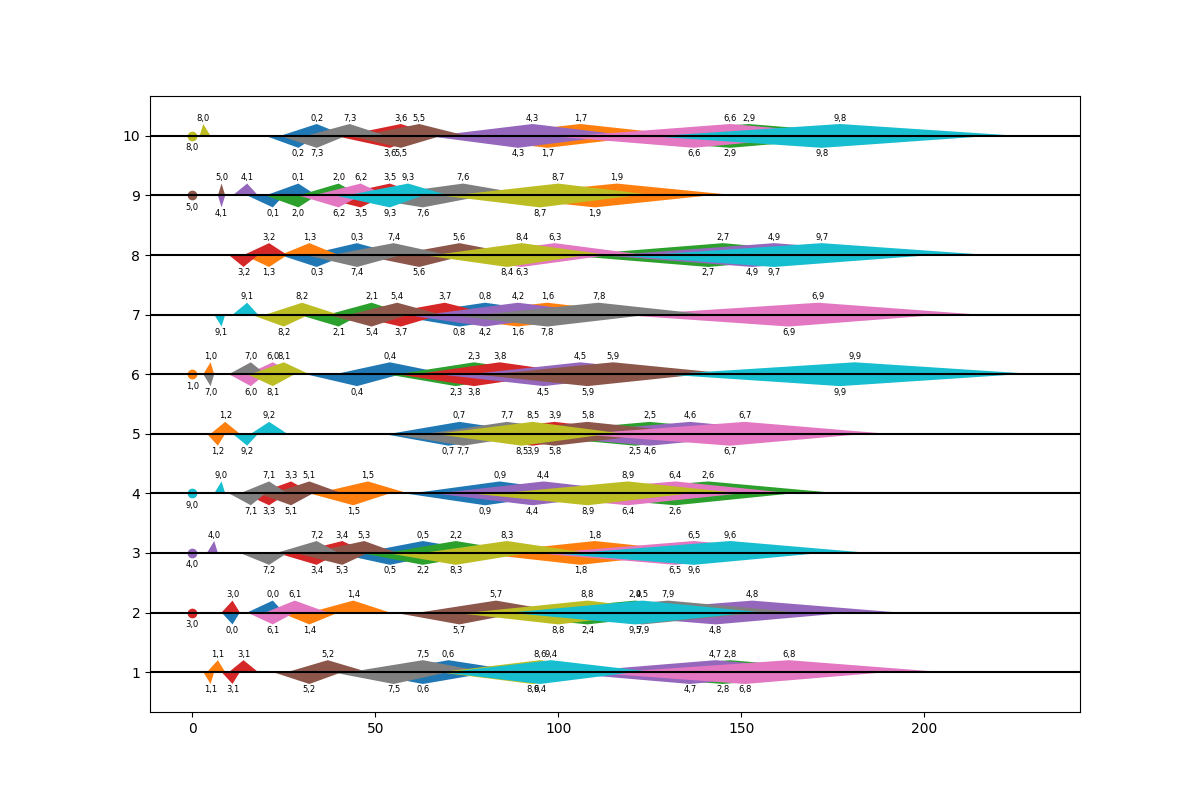 8,0 0,2 7,3 3,6 5,5 4,3 1,7 6,6 2,9 9,8
10
8,0 0,2 7,3 3,6 5,5 4,3 1,7 6,6 2,9 9,8
5,0 4,1 0,1 2,0 6,2 3,5 9,3 7,6 8,7 1,9
9
5,0 4,1 0,1 2,0 6,2 3,5 9,3 7,6 8,7 1,9
3,2 1,3 0,3 7,4 5,6 8,4 6,3 2,7 4,9 9,7
8
3,2 1,3 0,3 7,4 5,6 8,4 6,3 2,7 4,9 9,7
9,1 8,2 2,1 5,4 3,7 0,8 4,2 1,6 7,8 6,9
7
9,1 8,2 2,1 5,4 3,7 0,8 4,2 1,6 7,8 6,9
1,0 7,0 6,0 8,1 0,4 2,3 3,8 4,5 5,9 9,9
6
1,0 7,0 6,0 8,1 0,4 2,3 3,8 4,5 5,9 9,9
1,2 9,2 0,7 7,7 8,5 3,9 5,8 2,5 4,6 6,7
5
1,2 9,2 0,7 7,7 8,5 3,9 5,8 2,5 4,6 6,7
9,0 7,1 3,3 5,1 1,5 0,9 4,4 8,9 6,4 2,6
4
9,0 7,1 3,3 5,1 1,5 0,9 4,4 8,9 6,4 2,6
4,0 7,2 3,4 5,3 0,5 2,2 8,3 1,8 6,5 9,6
3
4,0 7,2 3,4 5,3 0,5 2,2 8,3 1,8 6,5 9,6
3,0 0,0 6,1 1,4 5,7 8,8 2,4 9,5 7,9 4,8
2
3,0 0,0 6,1 1,4 5,7 8,8 2,4 9,5 7,9 4,8
1,1 3,1 5,2 7,5 0,6 8,6 9,4 4,7 2,8 6,8
1
1,1 3,1 5,2 7,5 0,6 8,6 9,4 4,7 2,8 6,8
0 50 100 150 200